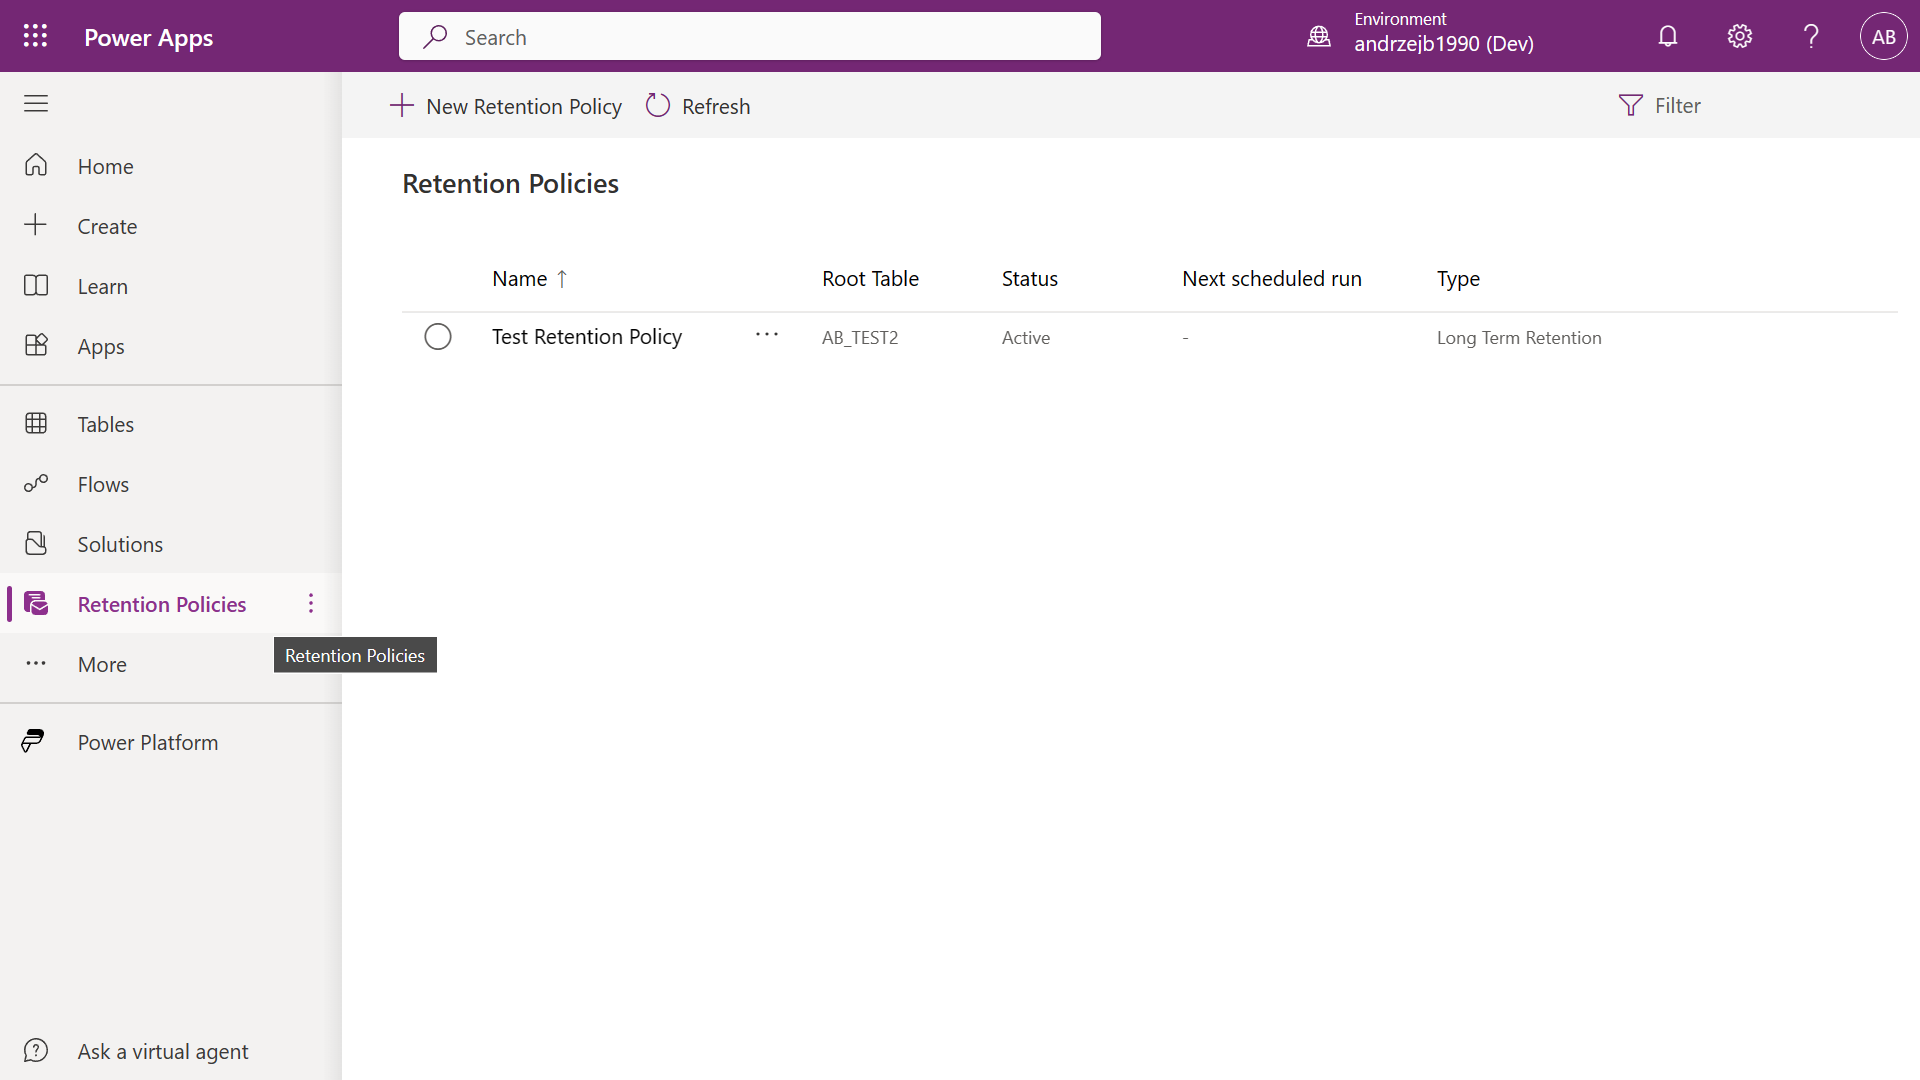 Power Apps
Search
Environment
andrzejb1990 (Dev)
AB
New Retention Policy
Refresh
Filter
Home
Create
Learn
Apps
Tables
Flows
Solutions
Retention Policies
More
Power Platform
Ask a virtual agent
Retention Policies
Retention Policies
Name ↑ Root Table Status Next scheduled run Type
Test Retention Policy ··· AB_TEST2 Active - Long Term Retention